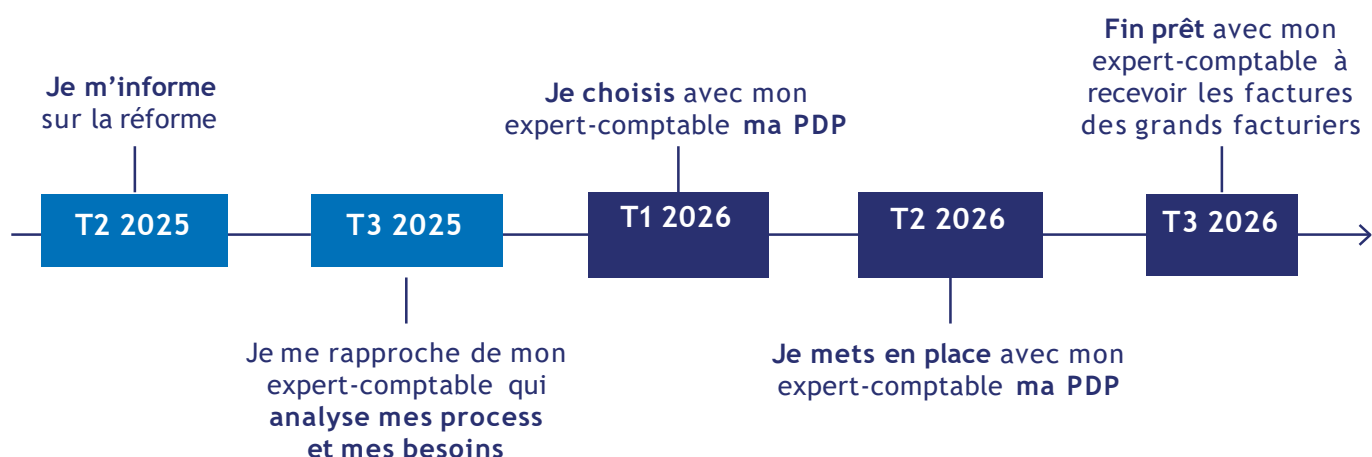 Je m’informe
sur la réforme
T2 2025
T3 2025
Je me rapproche de mon
expert-comptable qui
analyse mes process
et mes besoins
Je choisis avec mon
expert-comptable ma PDP
T1 2026
T2 2026
Je mets en place avec mon
expert-comptable ma PDP
Fin prêt avec mon
expert-comptable à
recevoir les factures
des grands facturiers
T3 2026